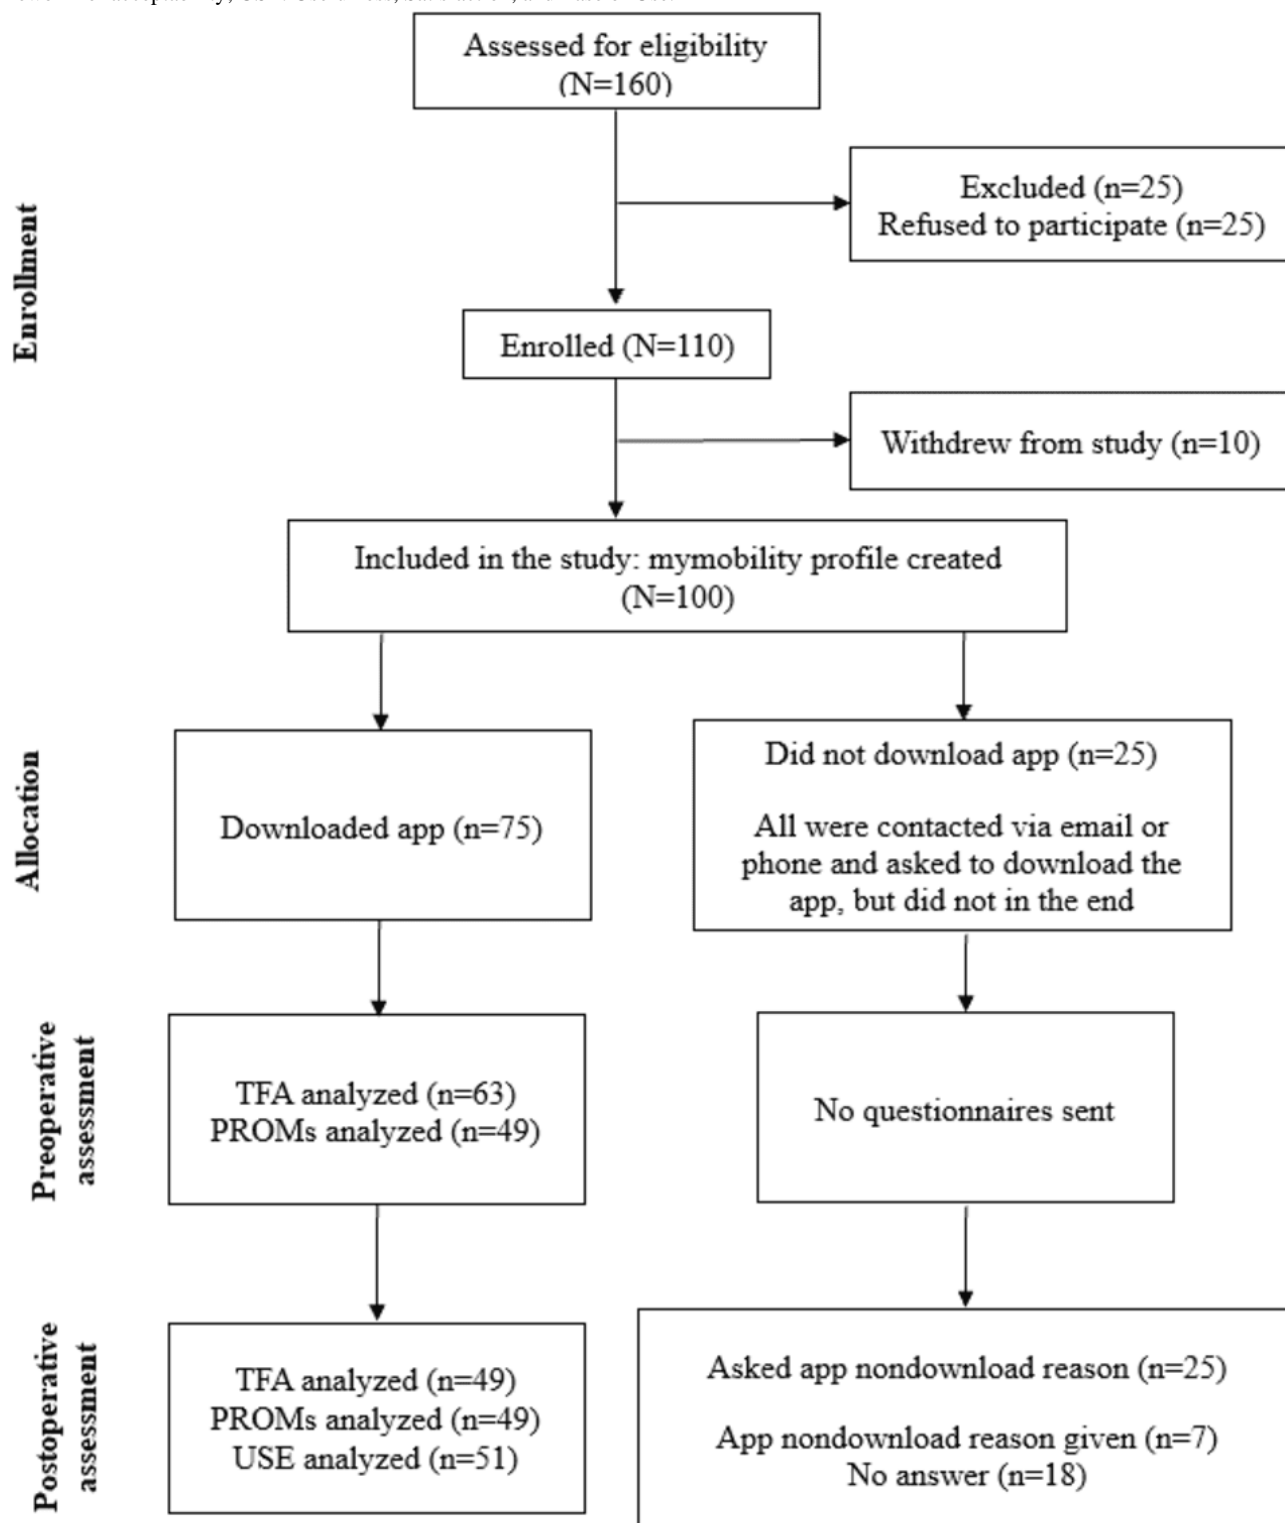 Assessed for eligibility
(N=160)
Excluded (n=25)
Refused to participate (n=25)
Enrollment
Enrolled (N=110)
Withdrew from study (n=10)
Included in the study: mymobility profile created
(N=100)
Allocation
Downloaded app (n=75)
Did not download app (n=25)
All were contacted via email or
phone and asked to download the
app, but did not in the end
Preoperative
assessment
TFA analyzed (n=63)
PROMs analyzed (n=49)
No questionnaires sent
Postoperative
assessment
TFA analyzed (n=49)
PROMs analyzed (n=49)
USE analyzed (n=51)
Asked app nondownload reason (n=25)
App nondownload reason given (n=7)
No answer (n=18)